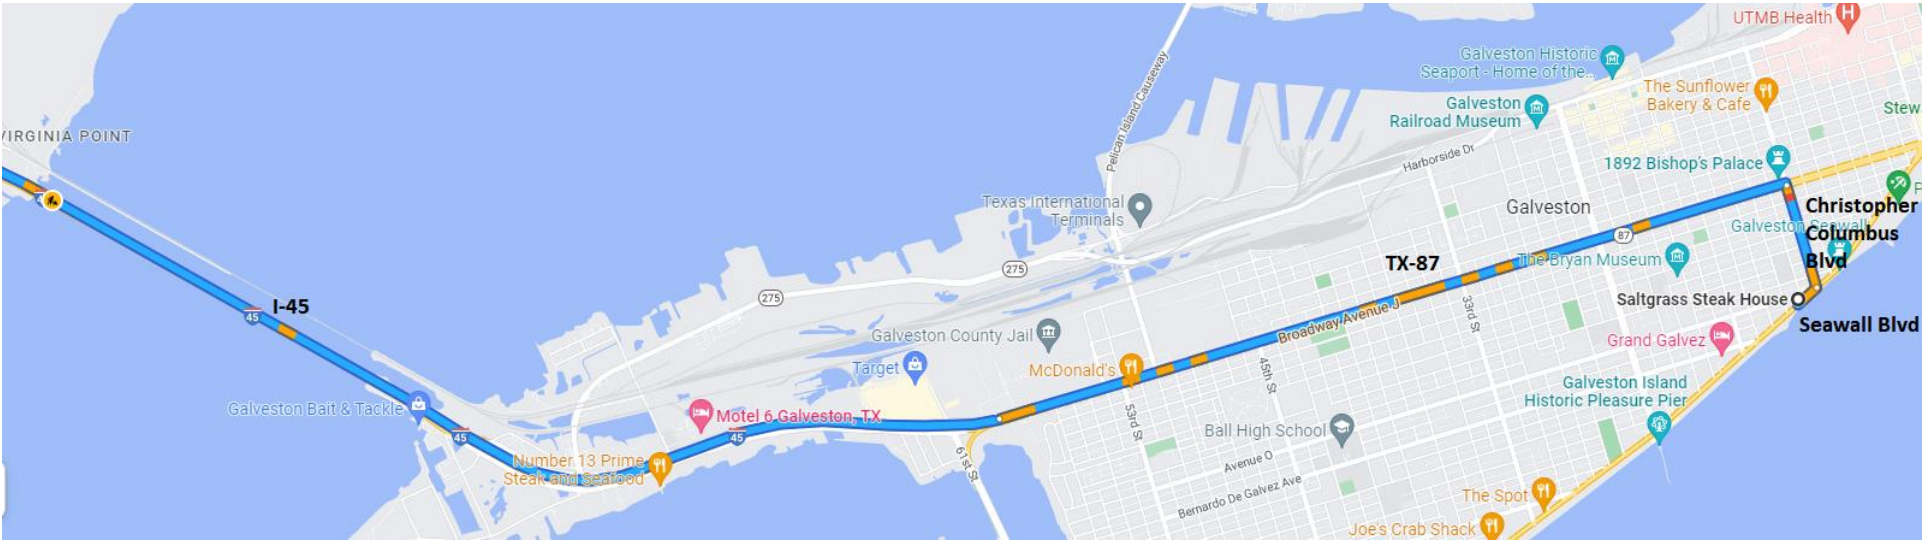 UTMB Health
Galveston Historic
Seaport - Home of the...
The Sunflower
Bakery & Cafe
Galveston
Railroad Museum
Stew
VIRGINIA POINT
Pelican Island Causeway
Harborside Dr
1892 Bishop's Palace
P
Texas International
Terminals
Galveston
Christopher
Columbus
Blvd
Galveston Seawall
87
TX-87
The Bryan Museum
275
275
45
I-45
45
Saltgrass Steak House
Seawall Blvd
33rd St
Broadway Avenue J
Galveston County Jail
Grand Galvez
Target
McDonald's
45th St
Galveston Island
Historic Pleasure Pier
Galveston Bait & Tackle
Motel 6 Galveston, TX
45
45
53rd St
Ball High School
Number 13 Prime
Steak and Seafood
61st St
Avenue O
Bernardo De Galvez Ave
The Spot
Joe's Crab Shack